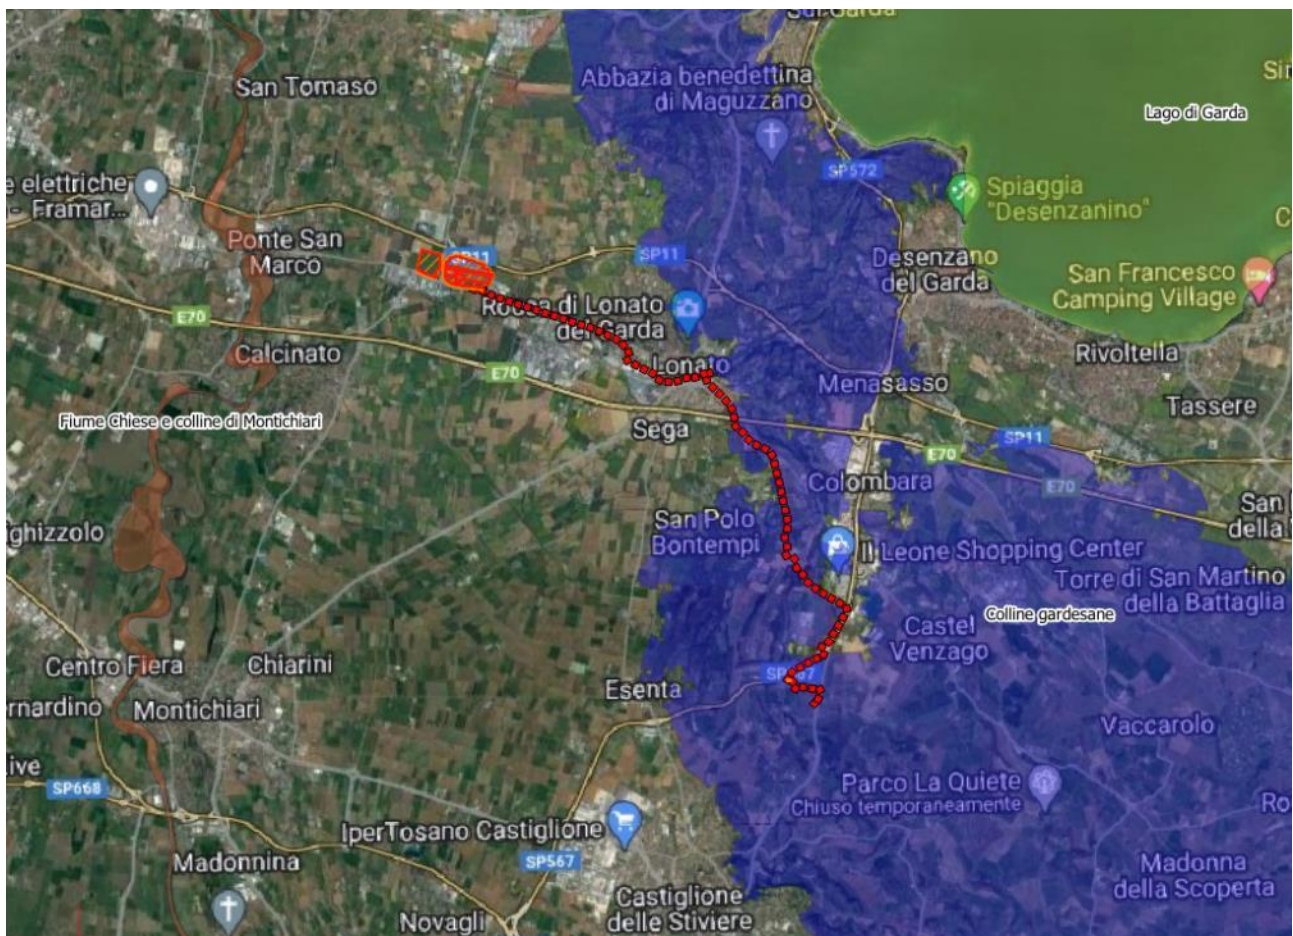 San Tomaso
Abbazia benedettina
di Maguzzano
Lago di Garda
SP572
e elettriche
- Framar...
Spiaggia
"Desenzanino"
Ponte San
Marco
SP11
SP11
Desenzano
del Garda
San Francesco
Camping Village
Rocca di Lonato
del Garda
E70
Calcinato
E70
Lonato
Rivoltella
Menasasso
Tassere
Fiume Chiese e colline di Montichiari
Sega
SP11
E70
Colombara
E70
ghizzolo
San Polo
Bontempi
della
Il Leone Shopping Center
Torre di San Martino
della Battaglia
Colline gardesane
Castel
Venzago
Centro Fiera
Chiarini
Esenta
rnardino
Montichiari
Vaccarolo
ive
SP668
Parco La Quiete
Chiuso temporaneamente
IperTosano Castiglione
SP567
Madonnina
Madonna
della Scoperta
Castiglione
delle Stiviere
Novagli